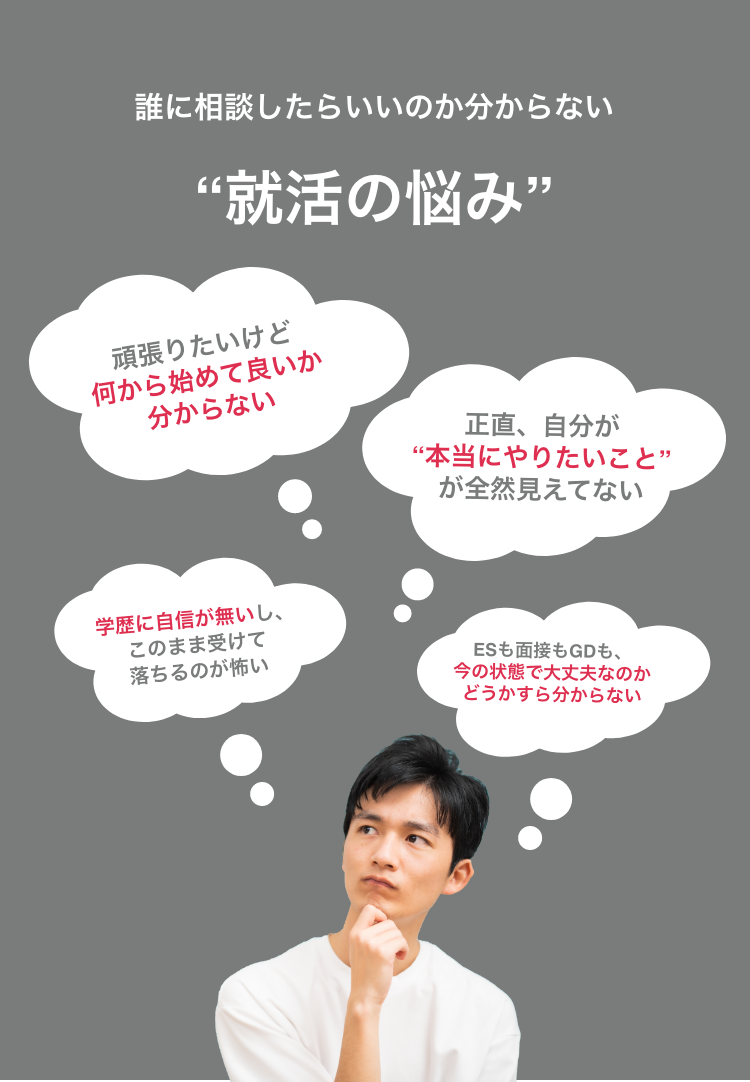 誰に相談したらいいのか分からない
“就活の悩み”
頑張りたいけど
何から始めて良いか
分からない
正直、自分が
“本当にやりたいこと”
が全然見えてない
学歴に自信が無いし、
このまま受けて
落ちるのが怖い
ESも面接もGDも、
今の状態で大丈夫なのか
どうかすら分からない